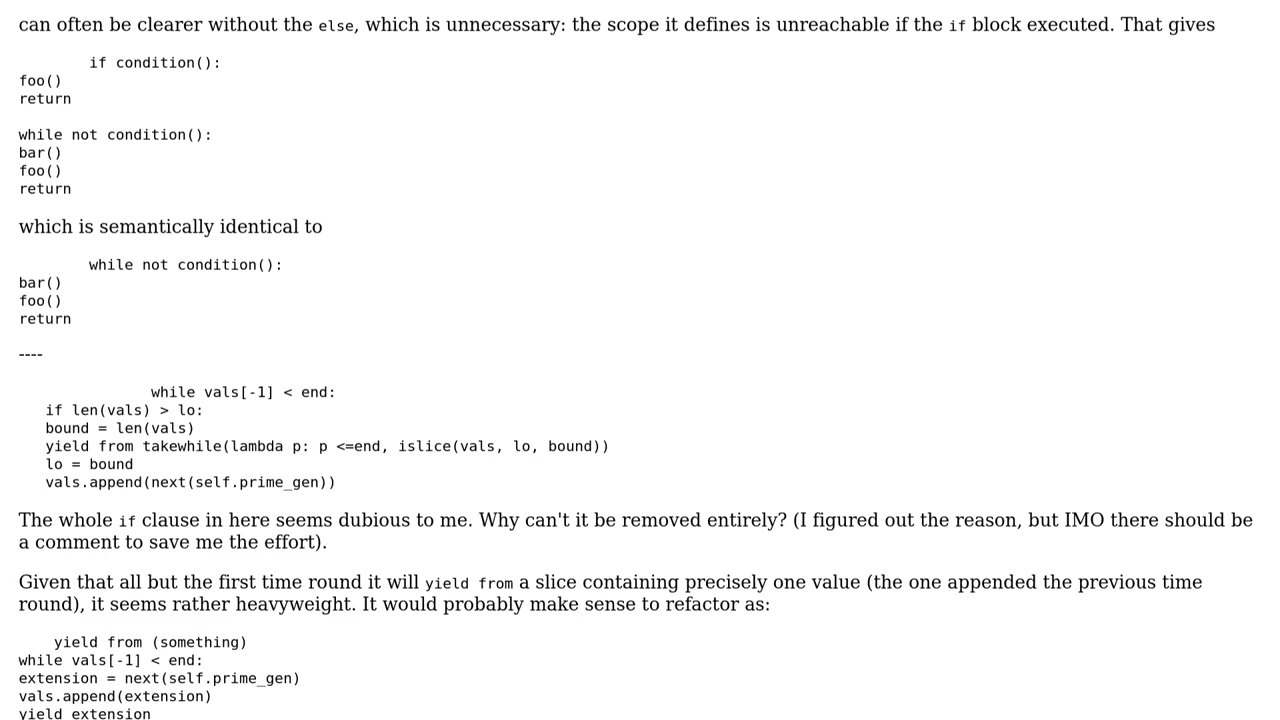 can often be clearer without the else, which is unnecessary: the scope it defines is unreachable if the if block executed. That gives
if condition():
foo()
return
while not condition():
bar()
foo()
return
which is semantically identical to
while not condition():
bar()
foo()
return
----
while vals[-1] < end:
if len(vals) > lo:
bound = len(vals)
yield from takewhile(lambda p: p <=end, islice(vals, lo, bound))
lo = bound
vals.append(next(self.prime_gen))
The whole if clause in here seems dubious to me. Why can't it be removed entirely? (I figured out the reason, but IMO there should be
a comment to save me the effort).
Given that all but the first time round it will yield from a slice containing precisely one value (the one appended the previous time
round), it seems rather heavyweight. It would probably make sense to refactor as:
yield from (something)
while vals[-1] < end:
extension = next(self.prime_gen)
vals.append(extension)
yield extension